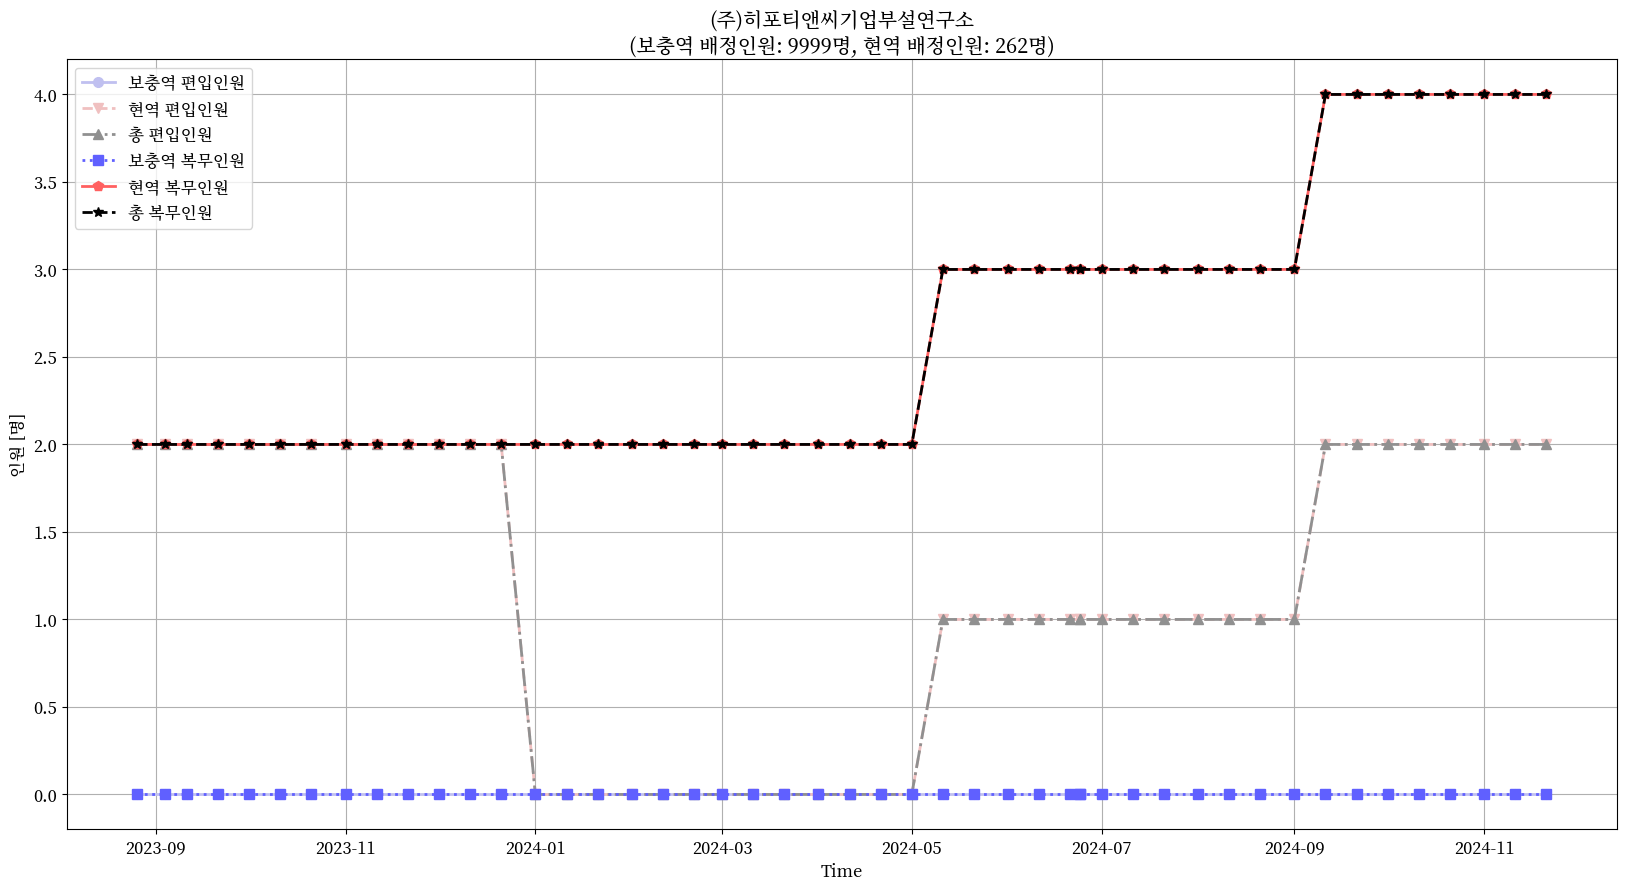 (주)히포티앤씨기업부설연구소
(보충역 배정인원: 9999명, 현역 배정인원: 262명)
보충역 편입인원
현역 편입인원
총 편입인원
보충역 복무인원
현역 복무인원
총 복무인원
4.0
3.5
3.0
2.5
2.0
1.5
1.0
0.5
0.0
인원 [명]
2023-09 2023-11 2024-01 2024-03 2024-05 2024-07 2024-09 2024-11
Time